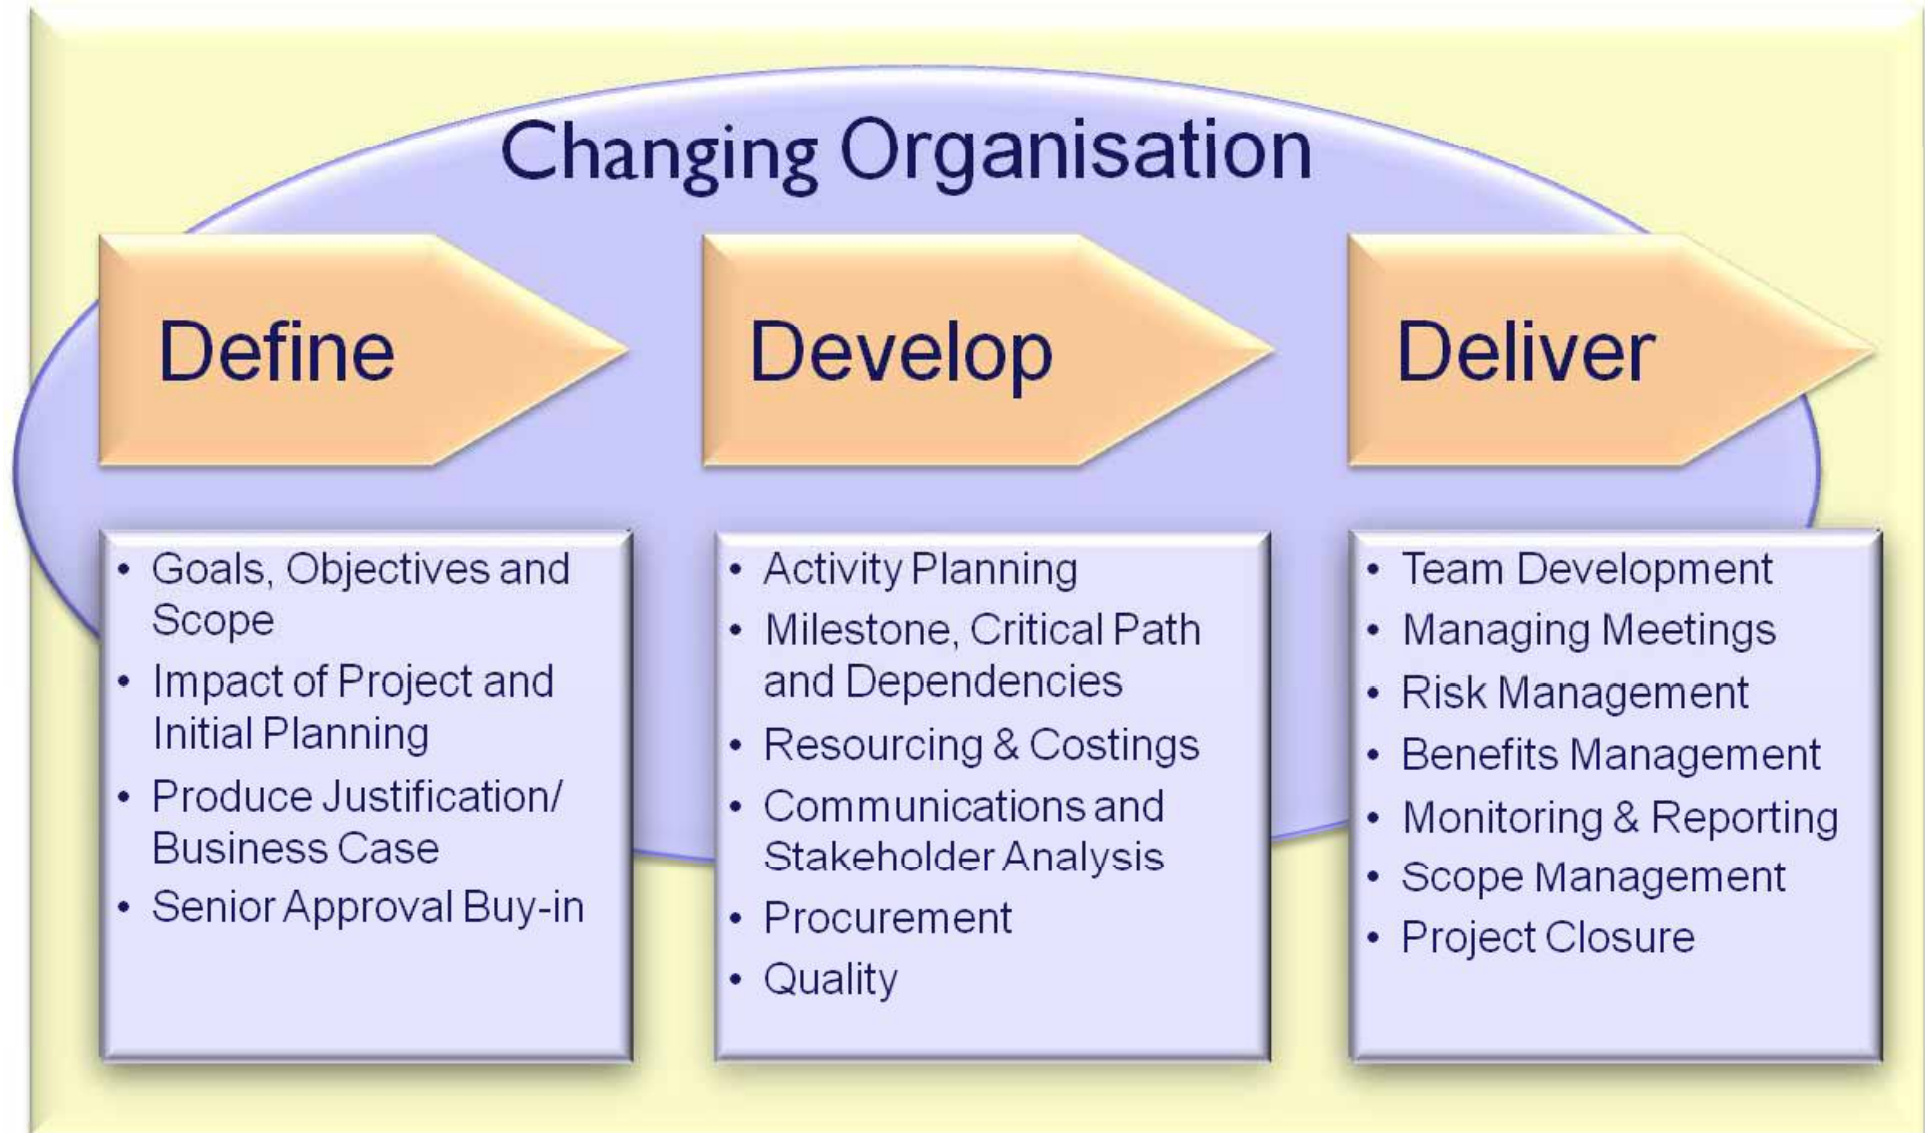 Changing Organisation
Define
Develop
Deliver
• Goals, Objectives and
Scope
• Impact of Project and
Initial Planning
• Produce Justification/
Business Case
• Senior Approval Buy-in
• Activity Planning
• Milestone, Critical Path
and Dependencies
• Resourcing & Costings
• Communications and
Stakeholder Analysis
• Procurement
• Quality
• Team Development
• Managing Meetings
• Risk Management
• Benefits Management
• Monitoring & Reporting
• Scope Management
• Project Closure